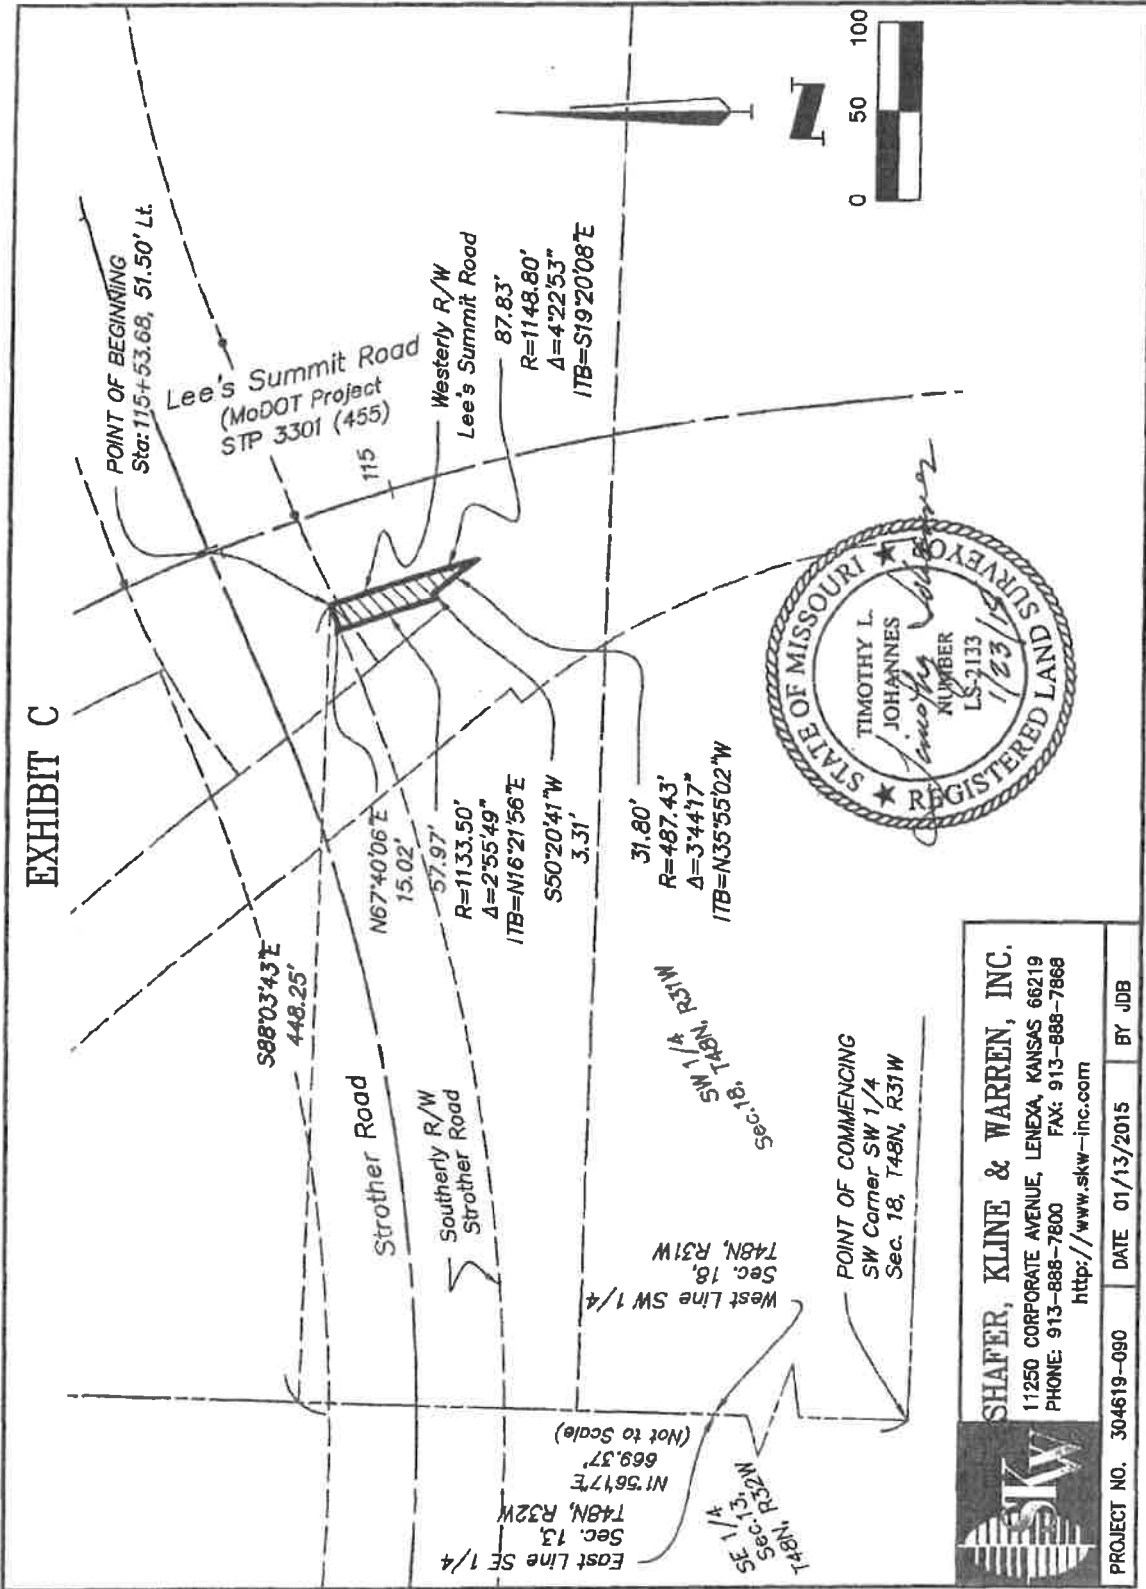 EXHIBIT C
POINT OF BEGINNING
Sta:115+53.68, 51.50' Lt.
Lee's Summit Road
(MoDOT Project
STP 3301 (455)
115
Westerly R/W
Lee's Summit Road
87.83'
R=1148.80'
Δ=4°22'53"
ITB=S19°20'08"E
S88°03'43"E
448.25'
N67°40'06"E
15.02'
57.97'
R=1133.50'
Δ=2°55'49"
ITB=N16°21'56"E
S50°20'41"W
3.31'
31.80'
R=487.43'
Δ=3°44'17"
ITB=N35°55'02"W
Strother Road
Southerly R/W
Strother Road
SW 1/4
Sec.18, T48N, R31W
West Line SW 1/4
Sec. 18,
T48N, R31W
East Line SE 1/4
Sec. 13,
T48N, R32W
N1°56'17"E
669.37'
(Not to Scale)
SE 1/4
Sec.13,
T48N, R32W
POINT OF COMMENCING
SW Corner SW 1/4
Sec. 18, T48N, R31W
N
0 50 100
STATE OF MISSOURI
TIMOTHY L.
JOHANNES
NUMBER
LS-2133
REGISTERED LAND SURVEYOR
Timothy Johannes
1/23/15
SKW
SHAFER, KLINE & WARREN, INC.
11250 CORPORATE AVENUE, LENEXA, KANSAS 66219
PHONE: 913-888-7800 FAX: 913-888-7868
http://www.skw-inc.com
PROJECT NO. 304619-090 DATE 01/13/2015 BY JDB